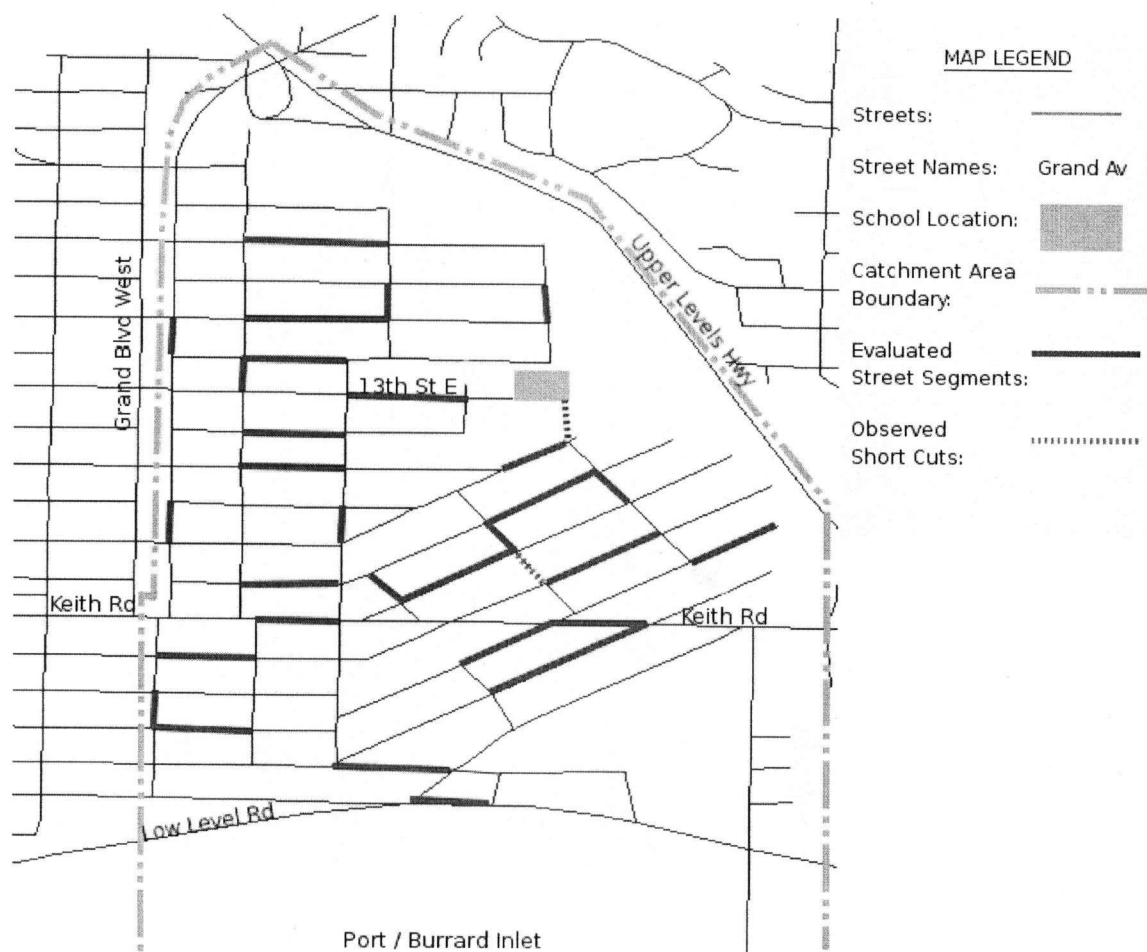 MAP LEGEND
Streets:
Street Names: Grand Av
School Location:
Catchment Area
Boundary:
Evaluated
Street Segments:
Observed
Short Cuts:
Upper Levels Hwy
Grand Blvd West
13th St E
Keith Rd
Keith Rd
Low Level Rd
Port / Burrard Inlet